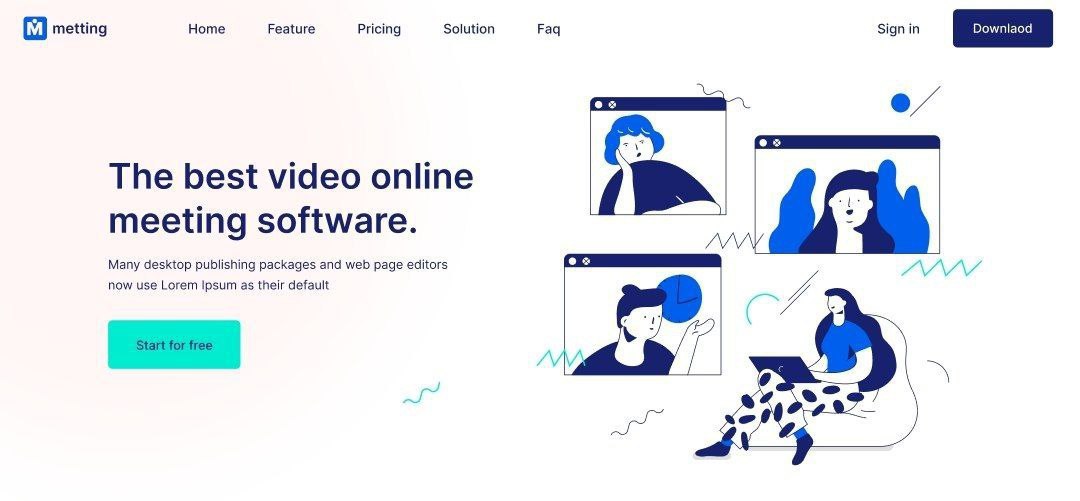 metting
Home
Feature
Pricing
Solution
Faq
Sign in
Downlaod
The best video online
meeting software.
Many desktop publishing packages and web page editors
now use Lorem Ipsum as their default
Start for free